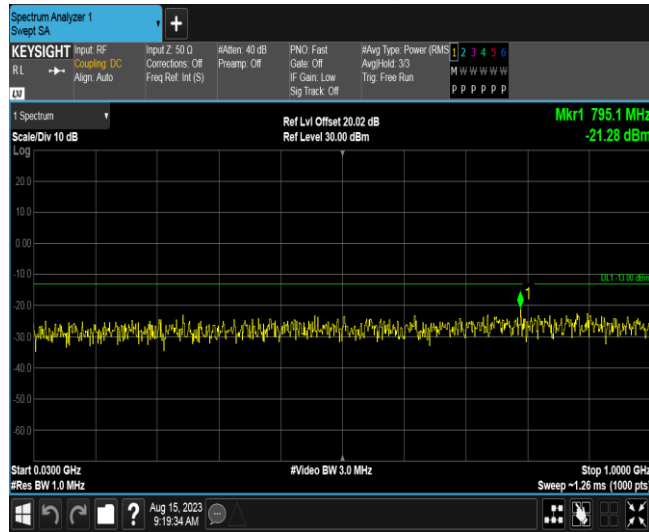 Spectrum Analyzer 1
Swept SA
+
KEYSIGHT
RL
LXI
Input: RF
Coupling: DC
Align: Auto
Input Z: 50 Ω
Corrections: Off
Freq Ref: Int (S)
#Atten: 40 dB
Preamp: Off
PNO: Fast
Gate: Off
IF Gain: Low
Sig Track: Off
#Avg Type: Power (RMS
Avg|Hold: 3/3
Trig: Free Run
1 2 3 4 5 6
M W W W W W
P P P P P P
1 Spectrum
Scale/Div 10 dB
Log
Ref Lvl Offset 20.02 dB
Ref Level 30.00 dBm
Mkr1 795.1 MHz
-21.28 dBm
20.0
10.0
0.00
-10.0
DL1 -13.00 dBm
1
-20.0
-30.0
-40.0
-50.0
-60.0
Start 0.0300 GHz
#Res BW 1.0 MHz
#Video BW 3.0 MHz
Stop 1.0000 GHz
Sweep ~1.26 ms (1000 pts)
?
Aug 15, 2023
9:19:34 AM